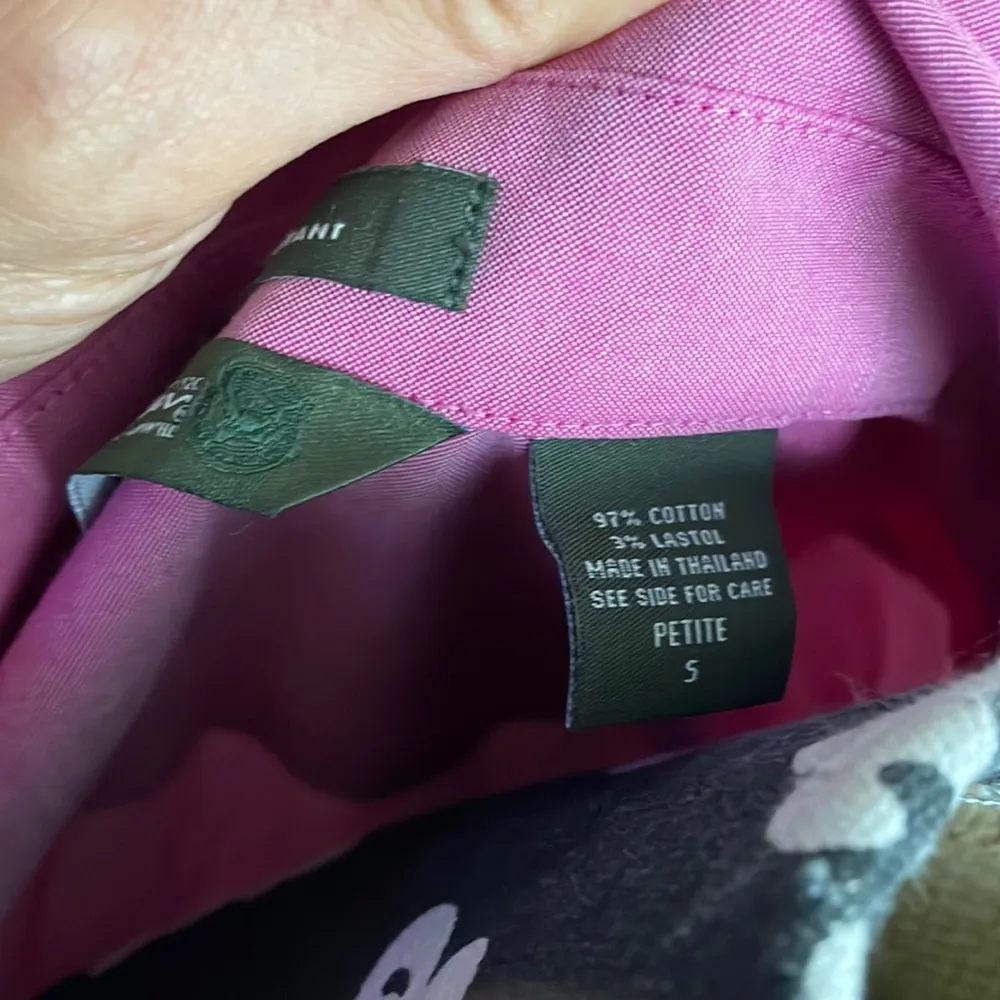 97% COTTON
3% LASTOL
MADE IN THAILAND
SEE SIDE FOR CARE
PETITE
S